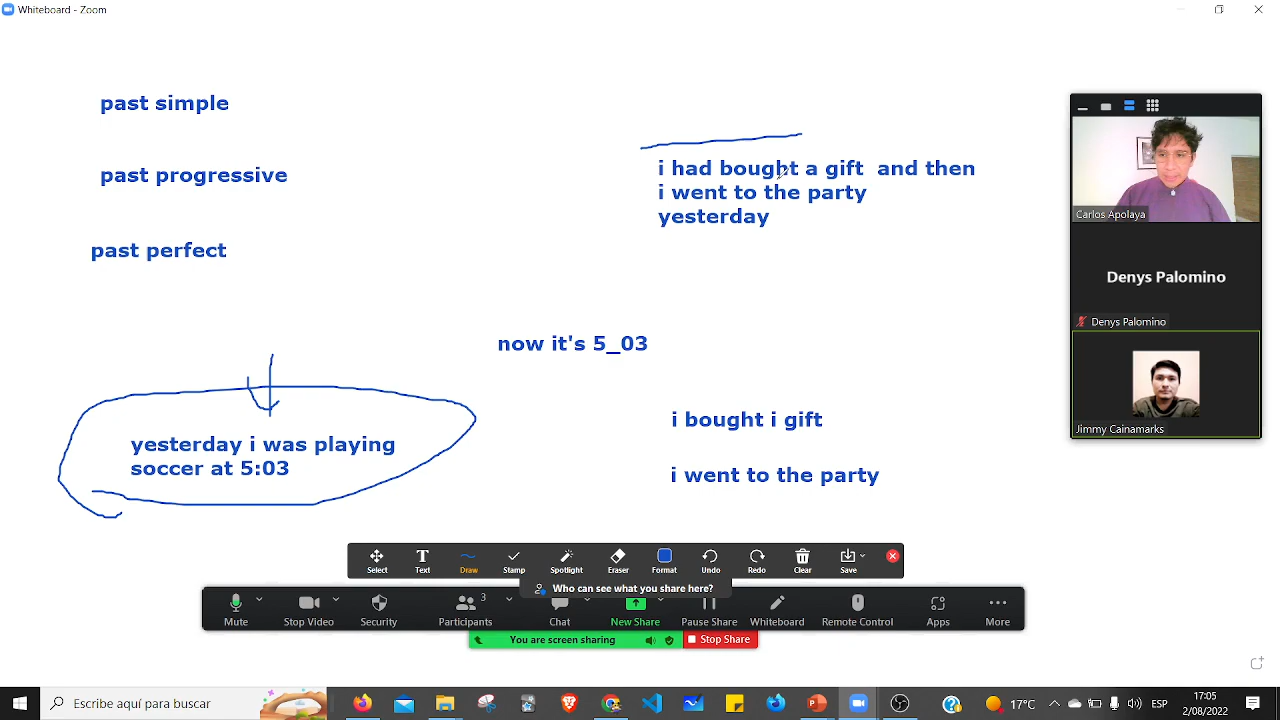 Whiteboard - Zoom
past simple
past progressive
past perfect
i had bought a gift  and then
i went to the party
yesterday
now it's 5_03
yesterday i was playing
soccer at 5:03
i bought i gift
i went to the party
Carlos Apolaya
Denys Palomino
Denys Palomino
Jimmy Cainamarks
Select
Text
Draw
Stamp
Spotlight
Eraser
Format
Undo
Redo
Clear
Save
Who can see what you share here?
Mute
Stop Video
Security
Participants
3
Chat
New Share
Pause Share
Whiteboard
Remote Control
Apps
More
You are screen sharing
Stop Share
Escribe aquí para buscar
17°C
ESP
17:05
2/08/2022